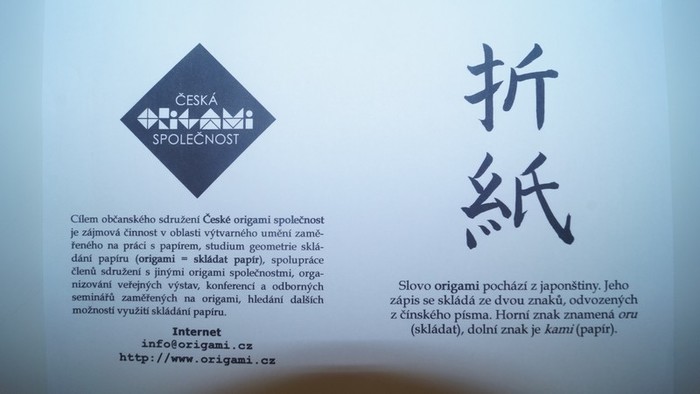 ČESKÁ
ORIGAMI
SPOLEČNOST
Cílem občanského sdružení České origami společnost
je zájmová činnost v oblasti výtvarného umění zamě-
řeného na práci s papírem, studium geometrie sklá-
dání papíru (origami = skládat papír), spolupráce
členů sdružení s jinými origami společnostmi, orga-
nizování veřejných výstav, konferencí a odborných
seminářů zaměřených na origami, hledání dalších
možností využití skládání papíru.
Internet
info@origami.cz
http://www.origami.cz
折
紙
Slovo origami pochází z japonštiny. Jeho
zápis se skládá ze dvou znaků, odvozených
z čínského písma. Horní znak znamená oru
(skládat), dolní znak je kami (papír).